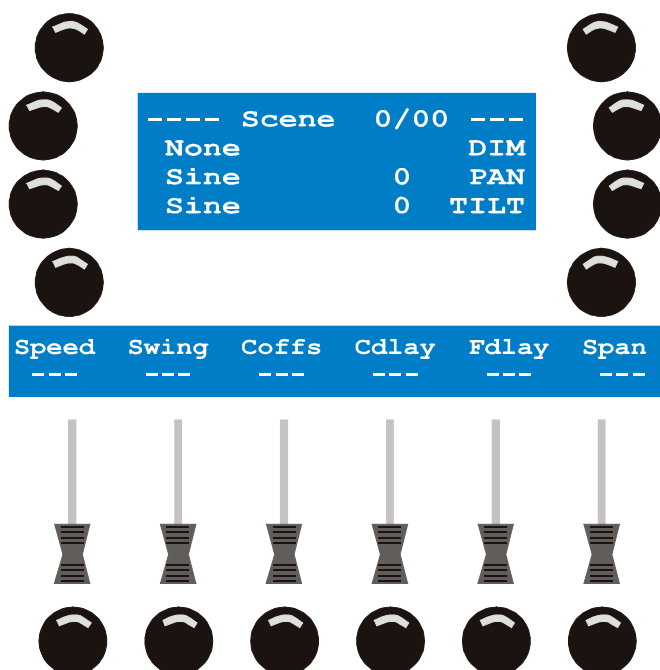 ---- Scene 0/00 ---
None DIM
Sine 0 PAN
Sine 0 TILT
Speed Swing Coffs Cdlay Fdlay Span
--- --- --- --- --- ---